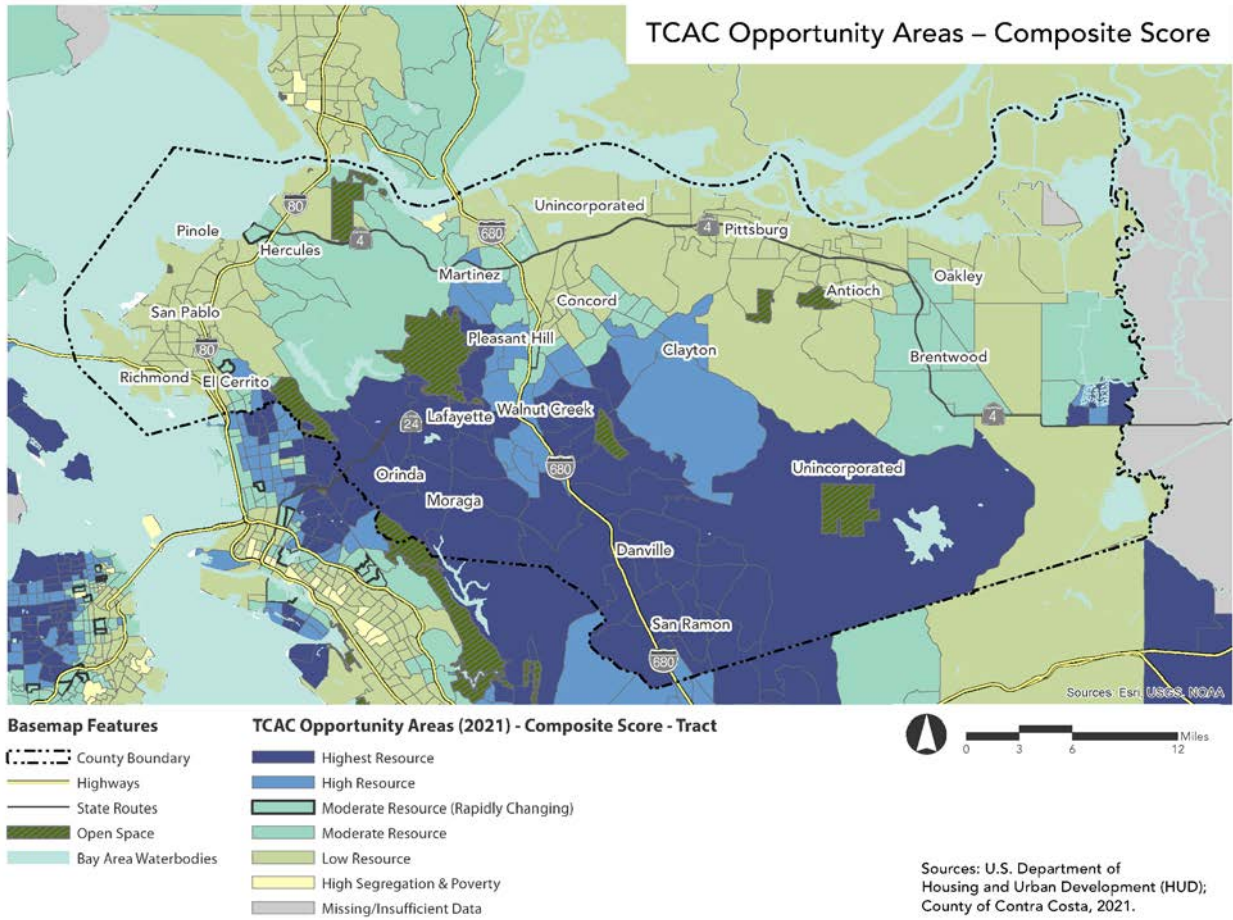 TCAC Opportunity Areas – Composite Score
80
680
Unincorporated
4
Pittsburg
Pinole
Hercules
4
Martinez
Oakley
Antioch
Concord
San Pablo
Pleasant Hill
80
Clayton
Brentwood
Richmond
El Cerrito
Walnut Creek
Lafayette
24
4
680
Unincorporated
Orinda
Moraga
Danville
San Ramon
680
Sources: Esri, USGS, NOAA
Basemap Features
County Boundary
Highways
State Routes
Open Space
Bay Area Waterbodies
TCAC Opportunity Areas (2021) - Composite Score - Tract
Highest Resource
High Resource
Moderate Resource (Rapidly Changing)
Moderate Resource
Low Resource
High Segregation & Poverty
Missing/Insufficient Data
Miles
0 3 6 12
Sources: U.S. Department of
Housing and Urban Development (HUD);
County of Contra Costa, 2021.